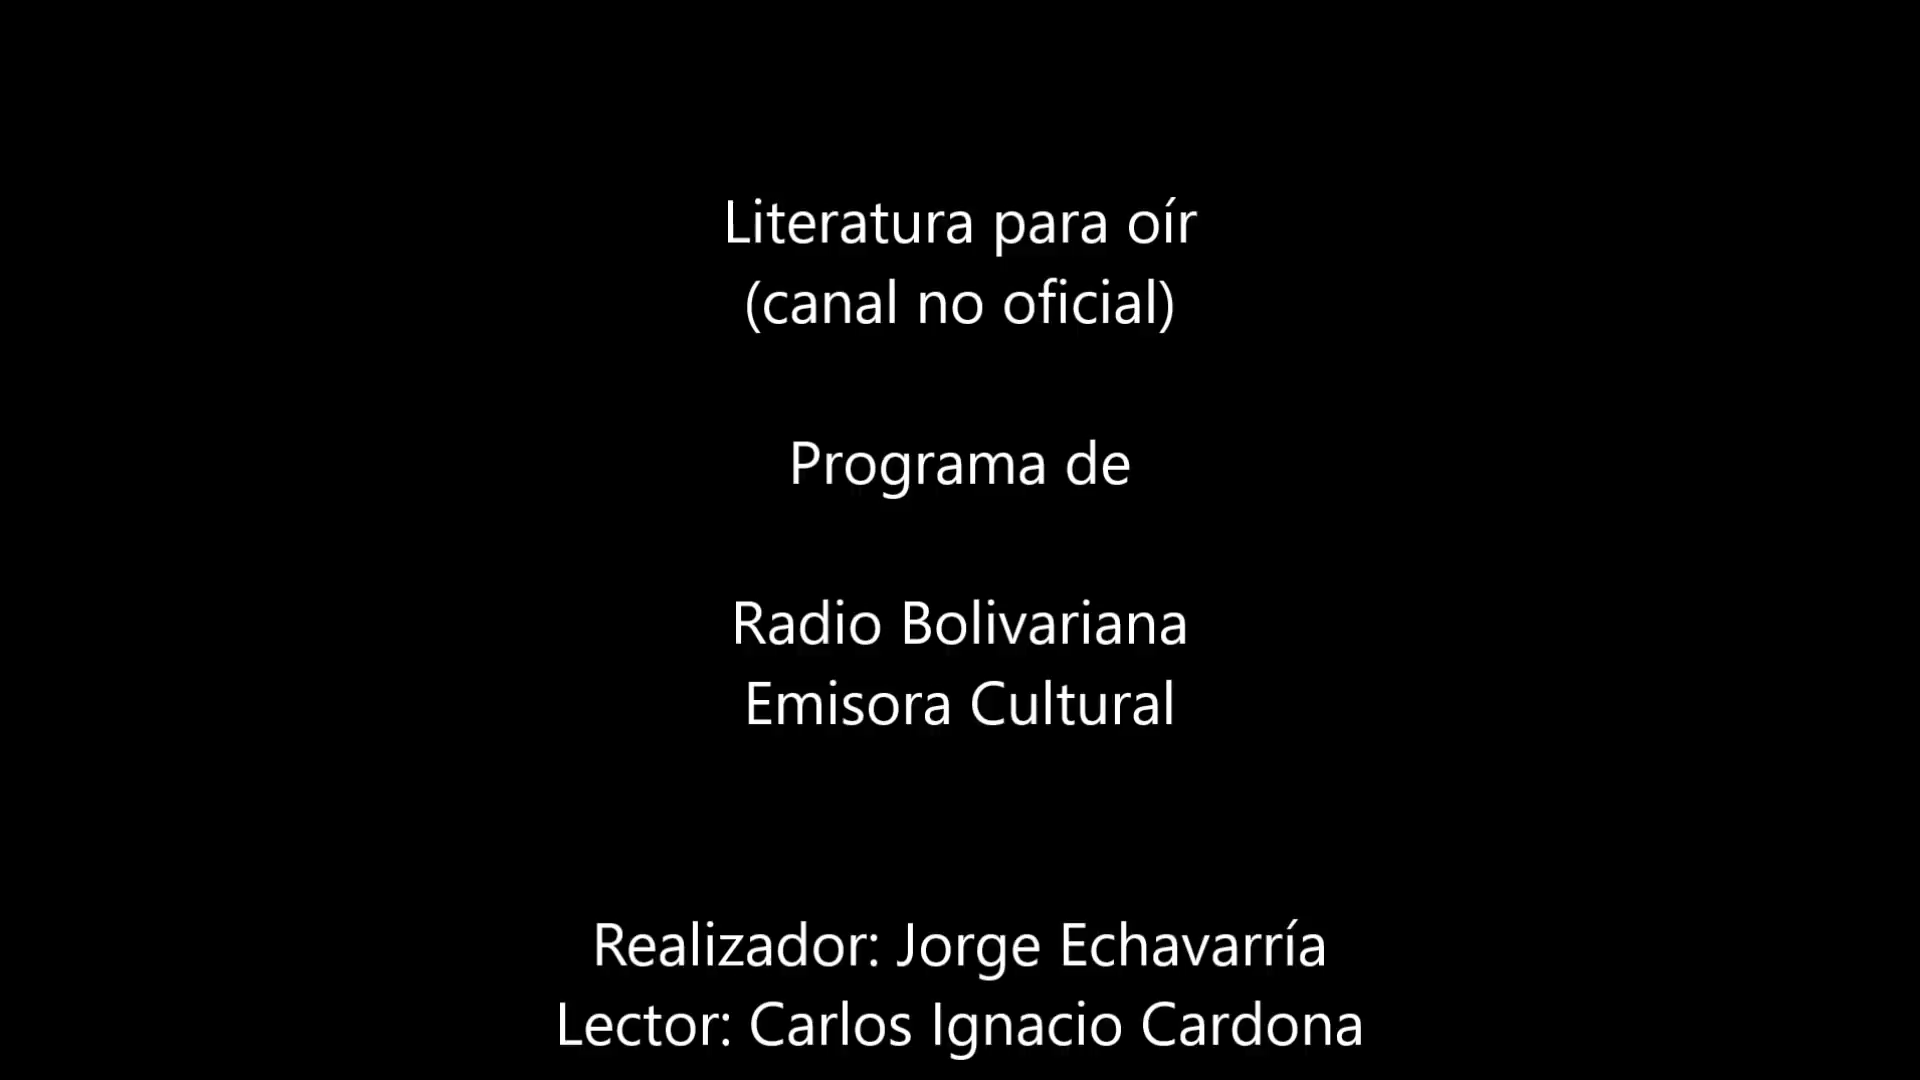 Literatura para oír
(canal no oficial)
Programa de
Radio Bolivariana
Emisora Cultural
Realizador: Jorge Echavarría
Lector: Carlos Ignacio Cardona